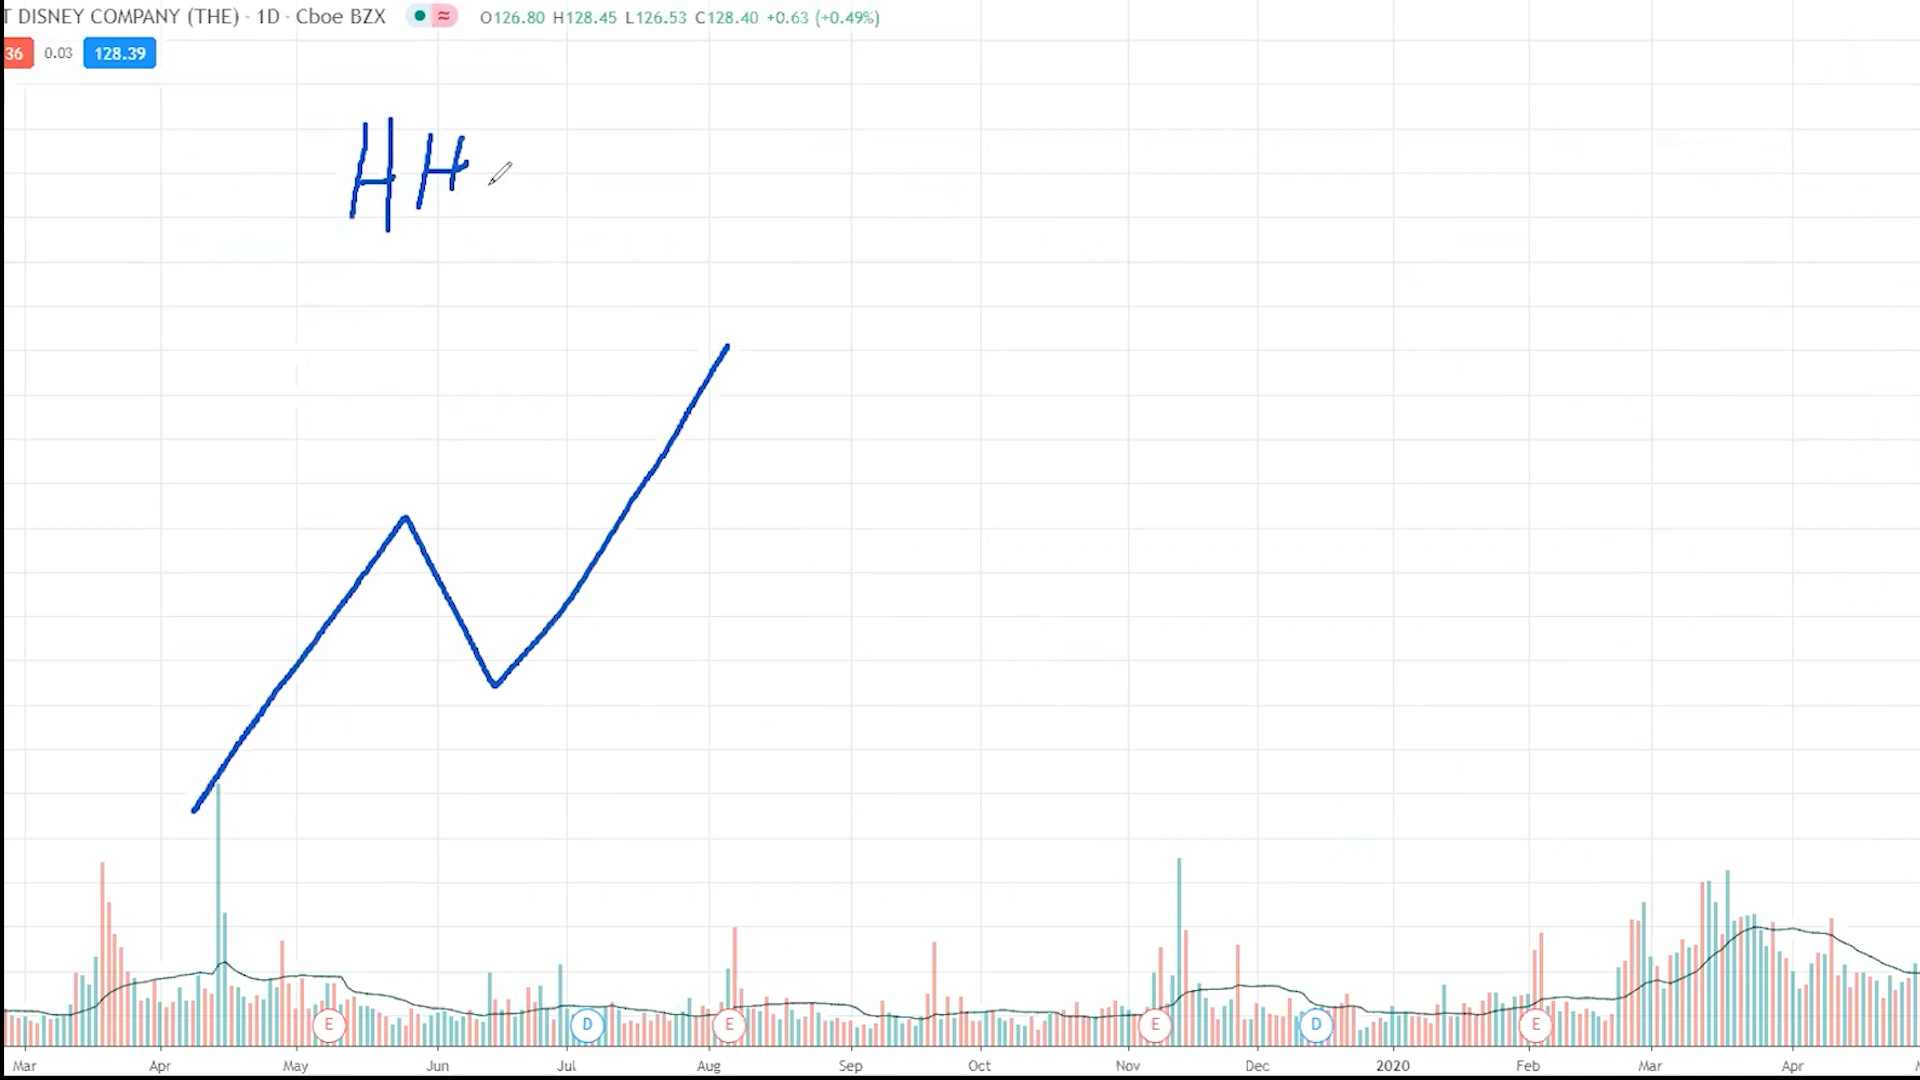 T DISNEY COMPANY (THE) · 1D · Cboe BZX O126.80 H128.45 L126.53 C128.40 +0.63 (+0.49%)
36 0.03 128.39
HH
E D E E D E
Mar Apr May Jun Jul Aug Sep Oct Nov Dec 2020 Feb Mar Apr